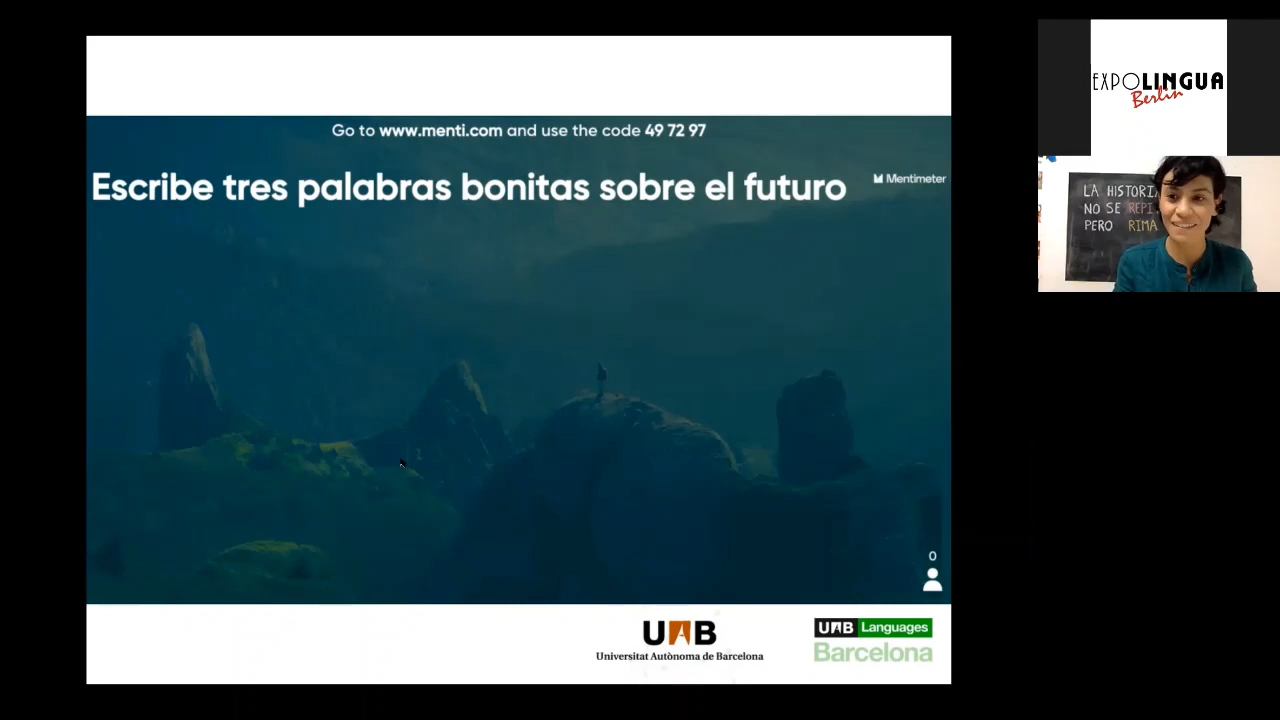 Go to www.menti.com and use the code 49 72 97
Escribe tres palabras bonitas sobre el futuro
Mentimeter
0
UAB
Universitat Autònoma de Barcelona
UAB Languages
Barcelona
EXPOLINGUA
Berlin
LA HISTORIA
NO SE REPI
PERO RIMA